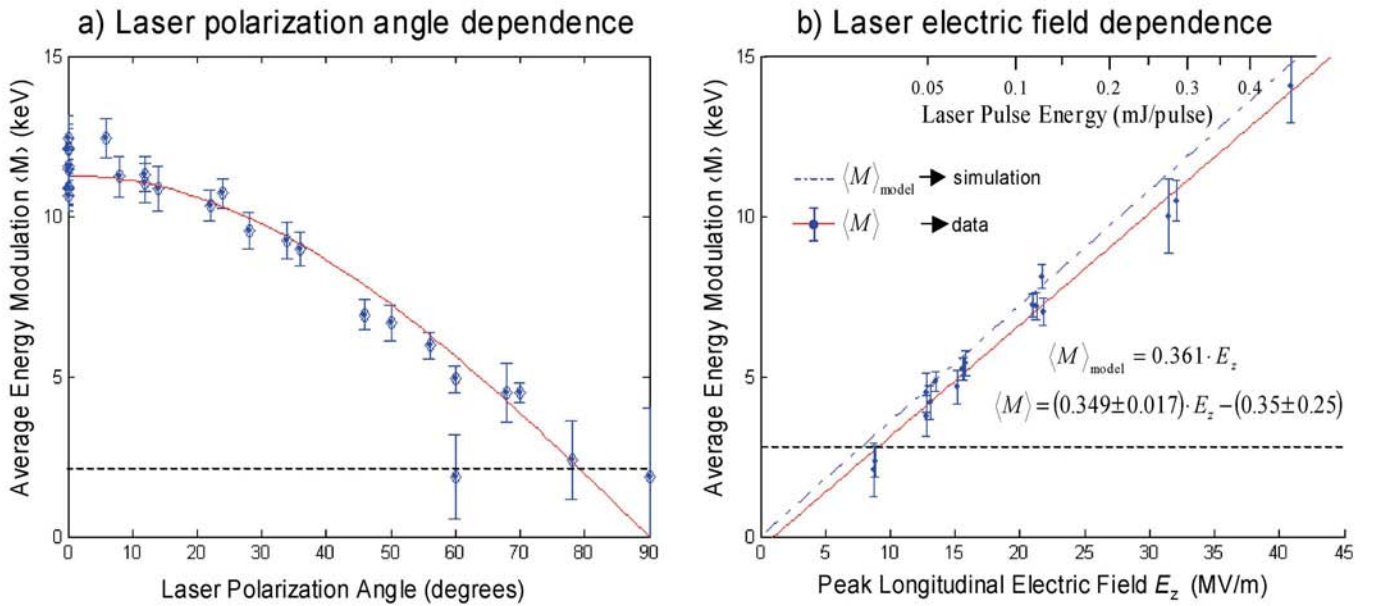 a) Laser polarization angle dependence
Average Energy Modulation ‹M› (keV)
15
10
5
0
0 10 20 30 40 50 60 70 80 90
Laser Polarization Angle (degrees)
b) Laser electric field dependence
Average Energy Modulation ‹M› (keV)
15
10
5
0
0.05 0.1 0.2 0.3 0.4
Laser Pulse Energy (mJ/pulse)
⟨M⟩model → simulation
⟨M⟩ → data
⟨M⟩model = 0.361 · Ez
⟨M⟩ = (0.349±0.017) · Ez − (0.35±0.25)
0 5 10 15 20 25 30 35 40 45
Peak Longitudinal Electric Field Ez (MV/m)